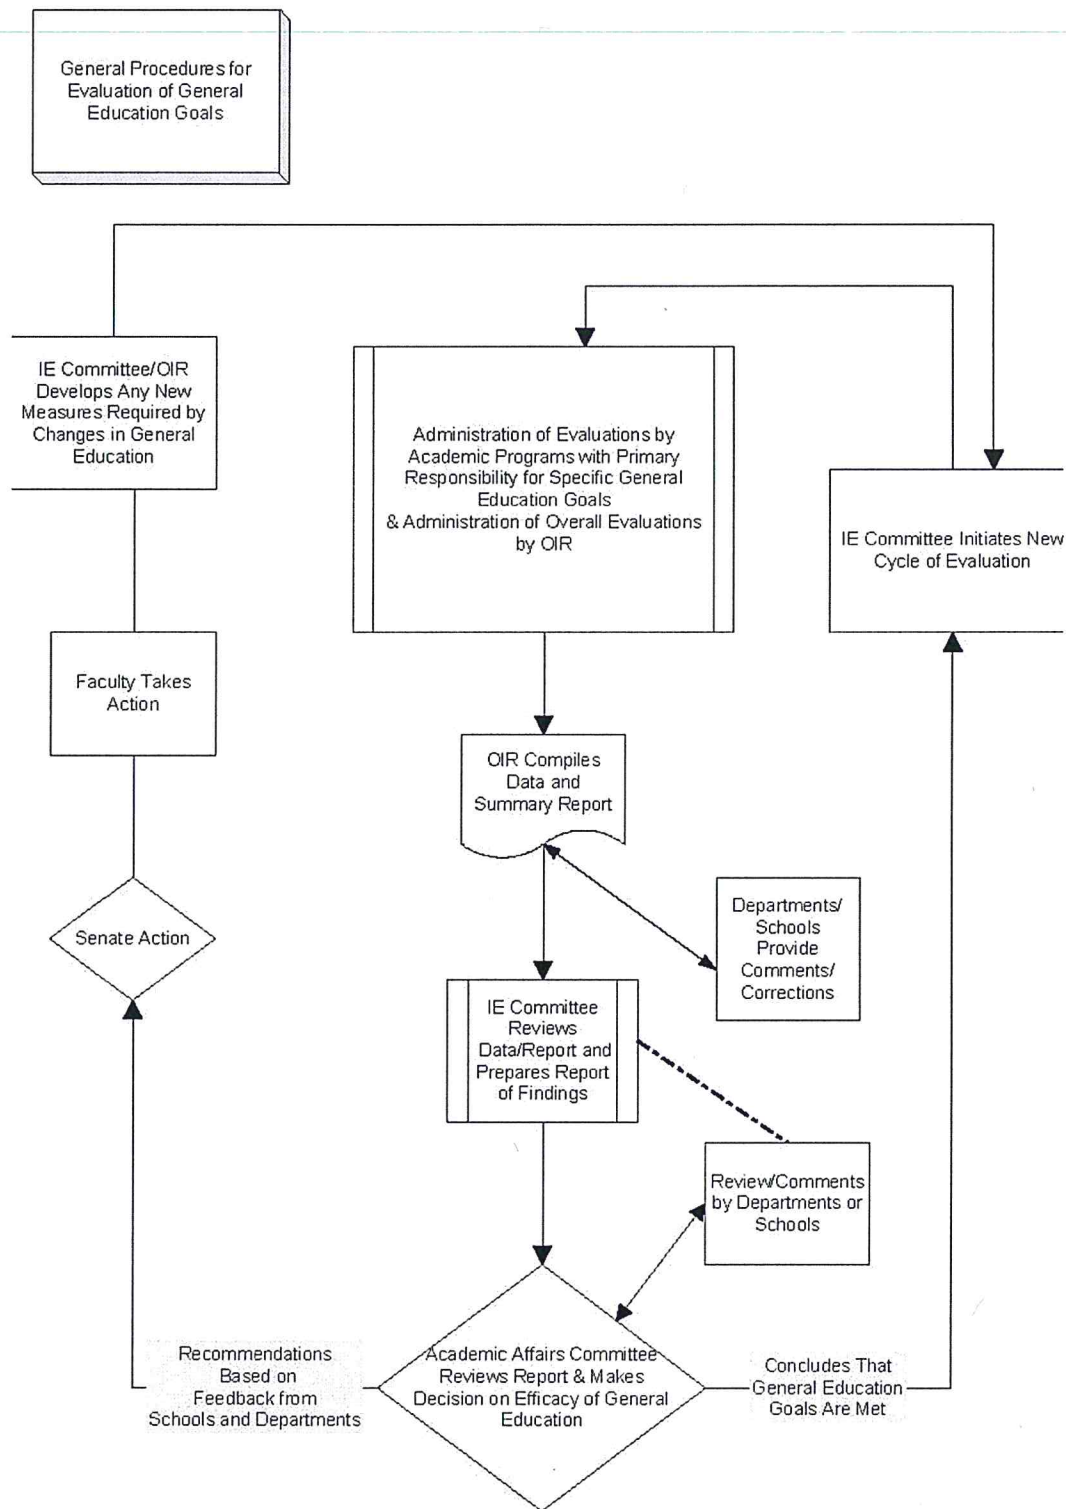 General Procedures for
Evaluation of General
Education Goals
IE Committee/OIR
Develops Any New
Measures Required by
Changes in General
Education
Administration of Evaluations by
Academic Programs with Primary
Responsibility for Specific General
Education Goals
& Administration of Overall Evaluations
by OIR
IE Committee Initiates New
Cycle of Evaluation
Faculty Takes
Action
OIR Compiles
Data and
Summary Report
Departments/
Schools
Provide
Comments/
Corrections
Senate Action
IE Committee
Reviews
Data/Report and
Prepares Report
of Findings
Review/Comments
by Departments or
Schools
Recommendations
Based on
Feedback from
Schools and Departments
Academic Affairs Committee
Reviews Report & Makes
Decision on Efficacy of General
Education
Concludes That
General Education
Goals Are Met